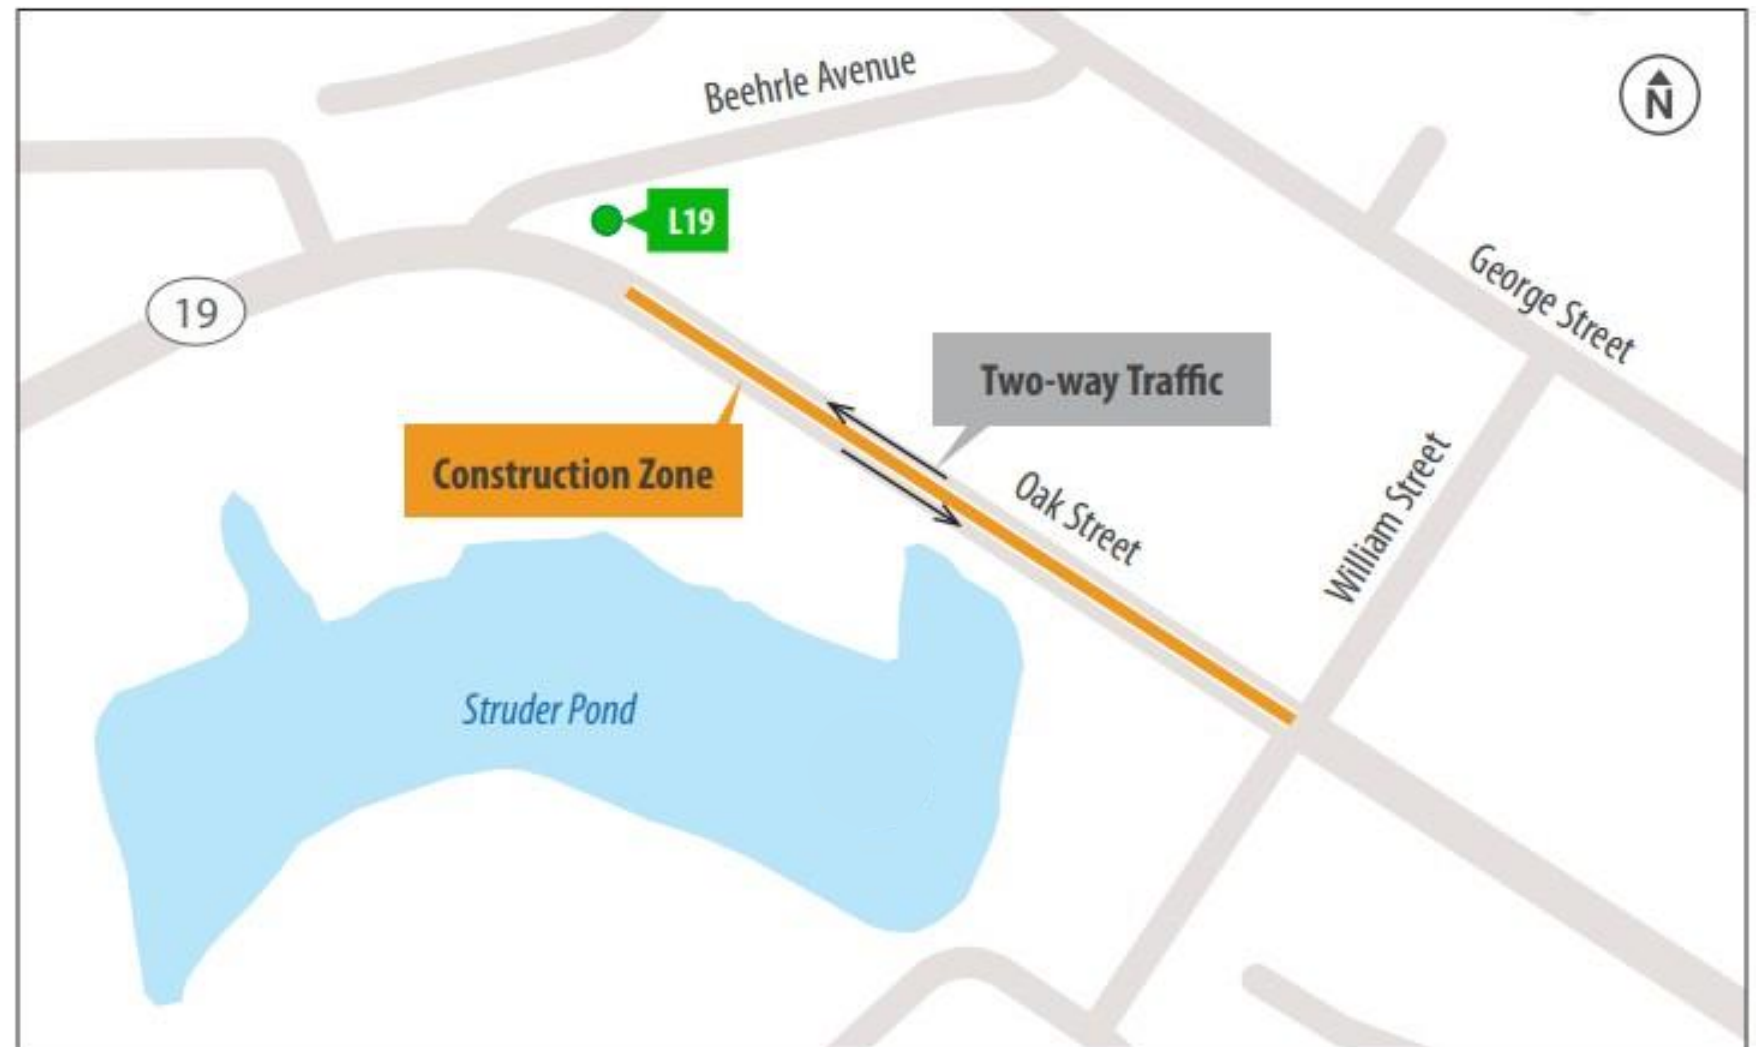 Beehrle Avenue
N
L19
George Street
19
Two-way Traffic
Construction Zone
Oak Street
William Street
Struder Pond